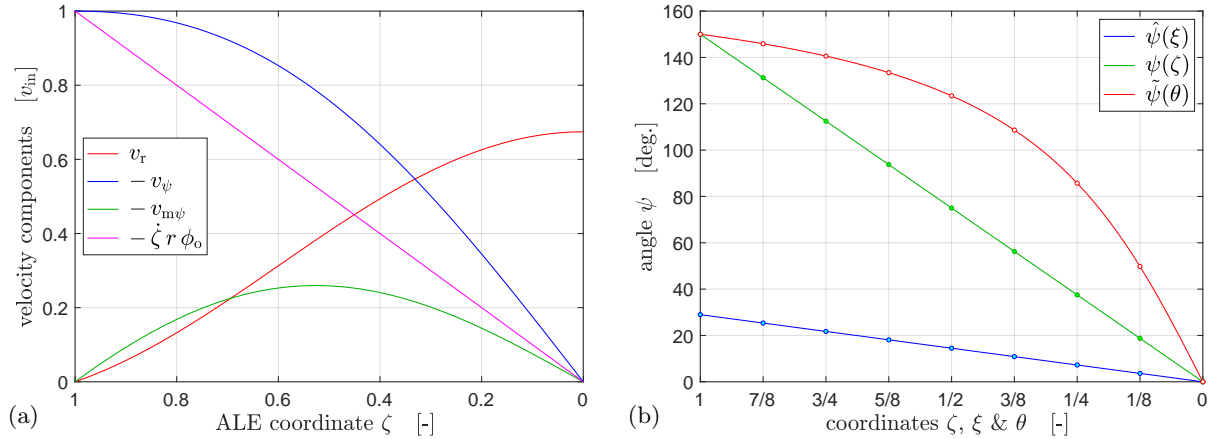 velocity components [v_in]
1
0.8
0.6
0.4
0.2
0
v_r
− v_ψ
− v_mψ
− ζ̇ r ϕ_o
1 0.8 0.6 0.4 0.2 0
ALE coordinate ζ [-]
(a)
angle ψ [deg.]
160
140
120
100
80
60
40
20
0
ψ̂(ξ)
ψ(ζ)
ψ̃(θ)
1 7/8 3/4 5/8 1/2 3/8 1/4 1/8 0
coordinates ζ, ξ & θ [-]
(b)